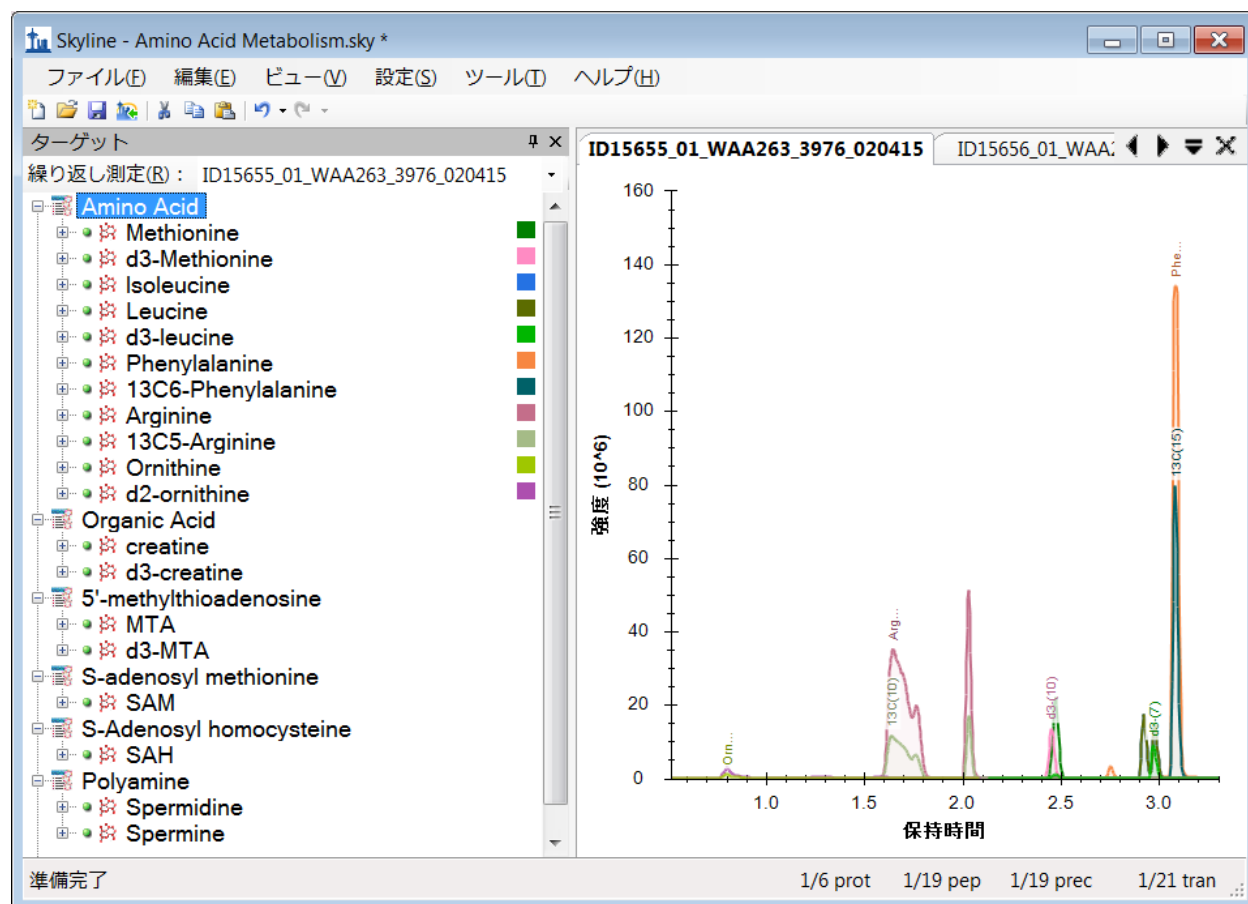 Skyline - Amino Acid Metabolism.sky *
ファイル(F) 編集(E) ビュー(V) 設定(S) ツール(T) ヘルプ(H)
ターゲット
繰り返し測定(R)： ID15655_01_WAA263_3976_020415
Amino Acid
Methionine
d3-Methionine
Isoleucine
Leucine
d3-leucine
Phenylalanine
13C6-Phenylalanine
Arginine
13C5-Arginine
Ornithine
d2-ornithine
Organic Acid
creatine
d3-creatine
5'-methylthioadenosine
MTA
d3-MTA
S-adenosyl methionine
SAM
S-Adenosyl homocysteine
SAH
Polyamine
Spermidine
Spermine
ID15655_01_WAA263_3976_020415
ID15656_01_WAA2
強度 (10^6)
160
140
120
100
80
60
40
20
0
Orn...
Arg...
13C(10)
d3-(10)
d3-(7)
Phe...
13C(15)
1.0 1.5 2.0 2.5 3.0
保持時間
準備完了
1/6 prot 1/19 pep 1/19 prec 1/21 tran